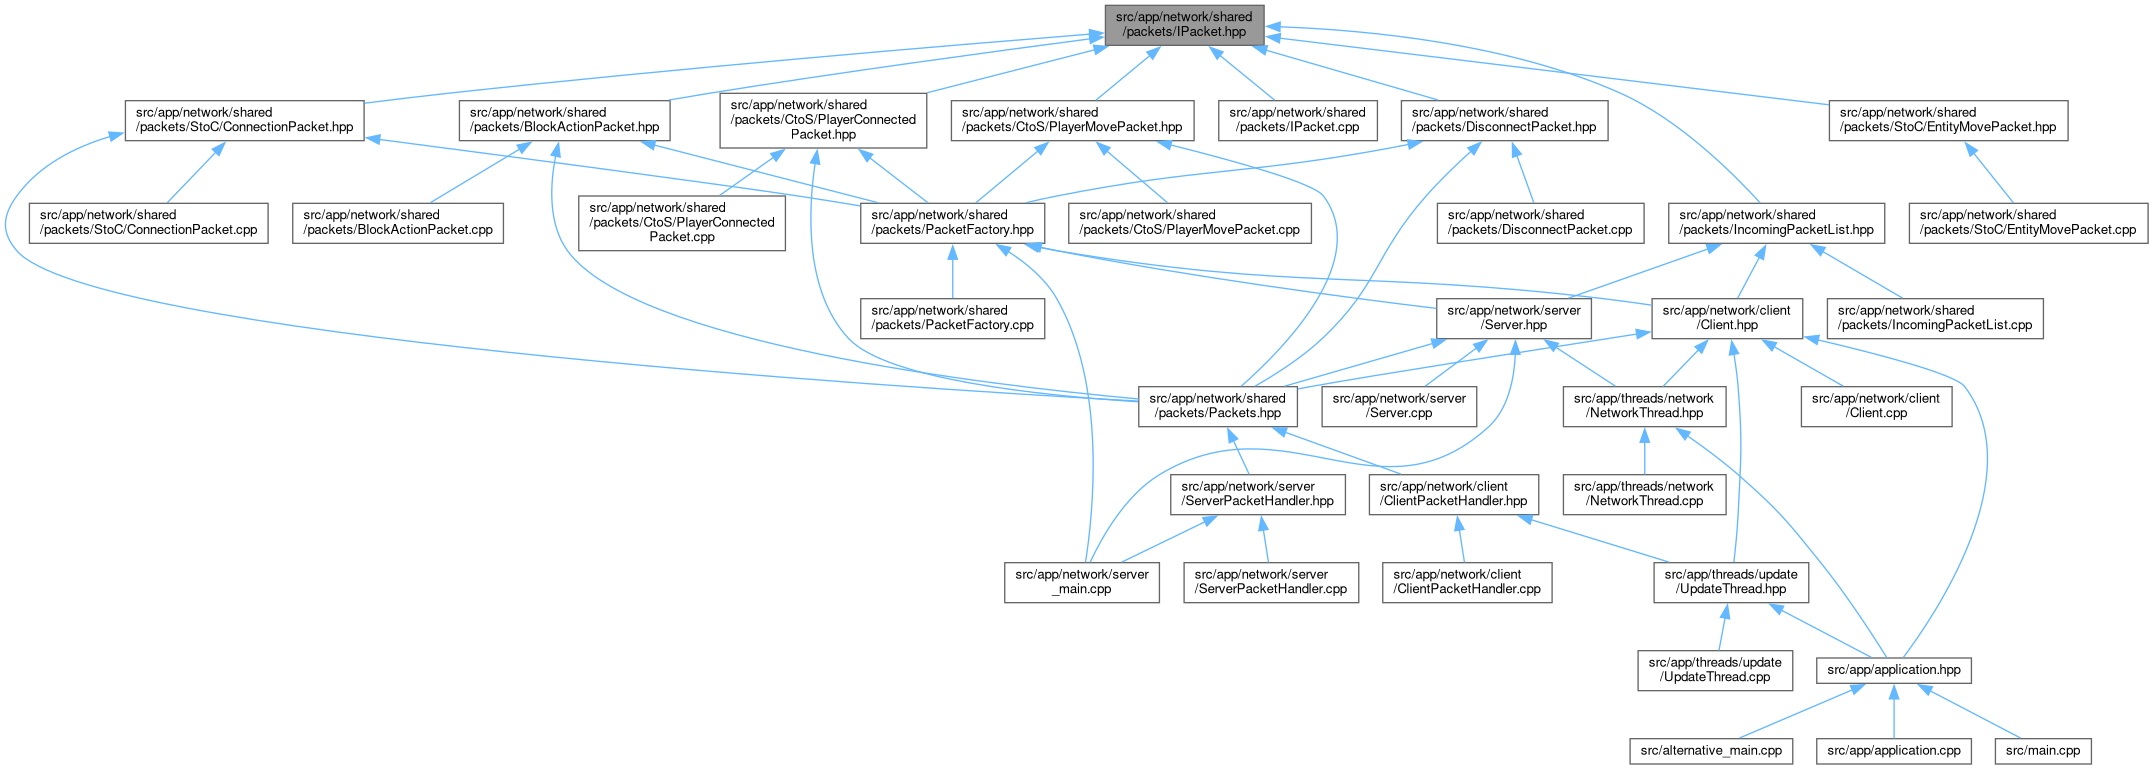 src/app/network/shared
/packets/IPacket.hpp
src/app/network/shared
/packets/StoC/ConnectionPacket.hpp
src/app/network/shared
/packets/BlockActionPacket.hpp
src/app/network/shared
/packets/CtoS/PlayerConnected
Packet.hpp
src/app/network/shared
/packets/CtoS/PlayerMovePacket.hpp
src/app/network/shared
/packets/IPacket.cpp
src/app/network/shared
/packets/DisconnectPacket.hpp
src/app/network/shared
/packets/StoC/EntityMovePacket.hpp
src/app/network/shared
/packets/StoC/ConnectionPacket.cpp
src/app/network/shared
/packets/BlockActionPacket.cpp
src/app/network/shared
/packets/CtoS/PlayerConnected
Packet.cpp
src/app/network/shared
/packets/PacketFactory.hpp
src/app/network/shared
/packets/CtoS/PlayerMovePacket.cpp
src/app/network/shared
/packets/DisconnectPacket.cpp
src/app/network/shared
/packets/IncomingPacketList.hpp
src/app/network/shared
/packets/StoC/EntityMovePacket.cpp
src/app/network/shared
/packets/PacketFactory.cpp
src/app/network/server
/Server.hpp
src/app/network/client
/Client.hpp
src/app/network/shared
/packets/IncomingPacketList.cpp
src/app/network/shared
/packets/Packets.hpp
src/app/network/server
/Server.cpp
src/app/threads/network
/NetworkThread.hpp
src/app/network/client
/Client.cpp
src/app/network/server
/ServerPacketHandler.hpp
src/app/network/client
/ClientPacketHandler.hpp
src/app/threads/network
/NetworkThread.cpp
src/app/network/server
_main.cpp
src/app/network/server
/ServerPacketHandler.cpp
src/app/network/client
/ClientPacketHandler.cpp
src/app/threads/update
/UpdateThread.hpp
src/app/threads/update
/UpdateThread.cpp
src/app/application.hpp
src/alternative_main.cpp
src/app/application.cpp
src/main.cpp